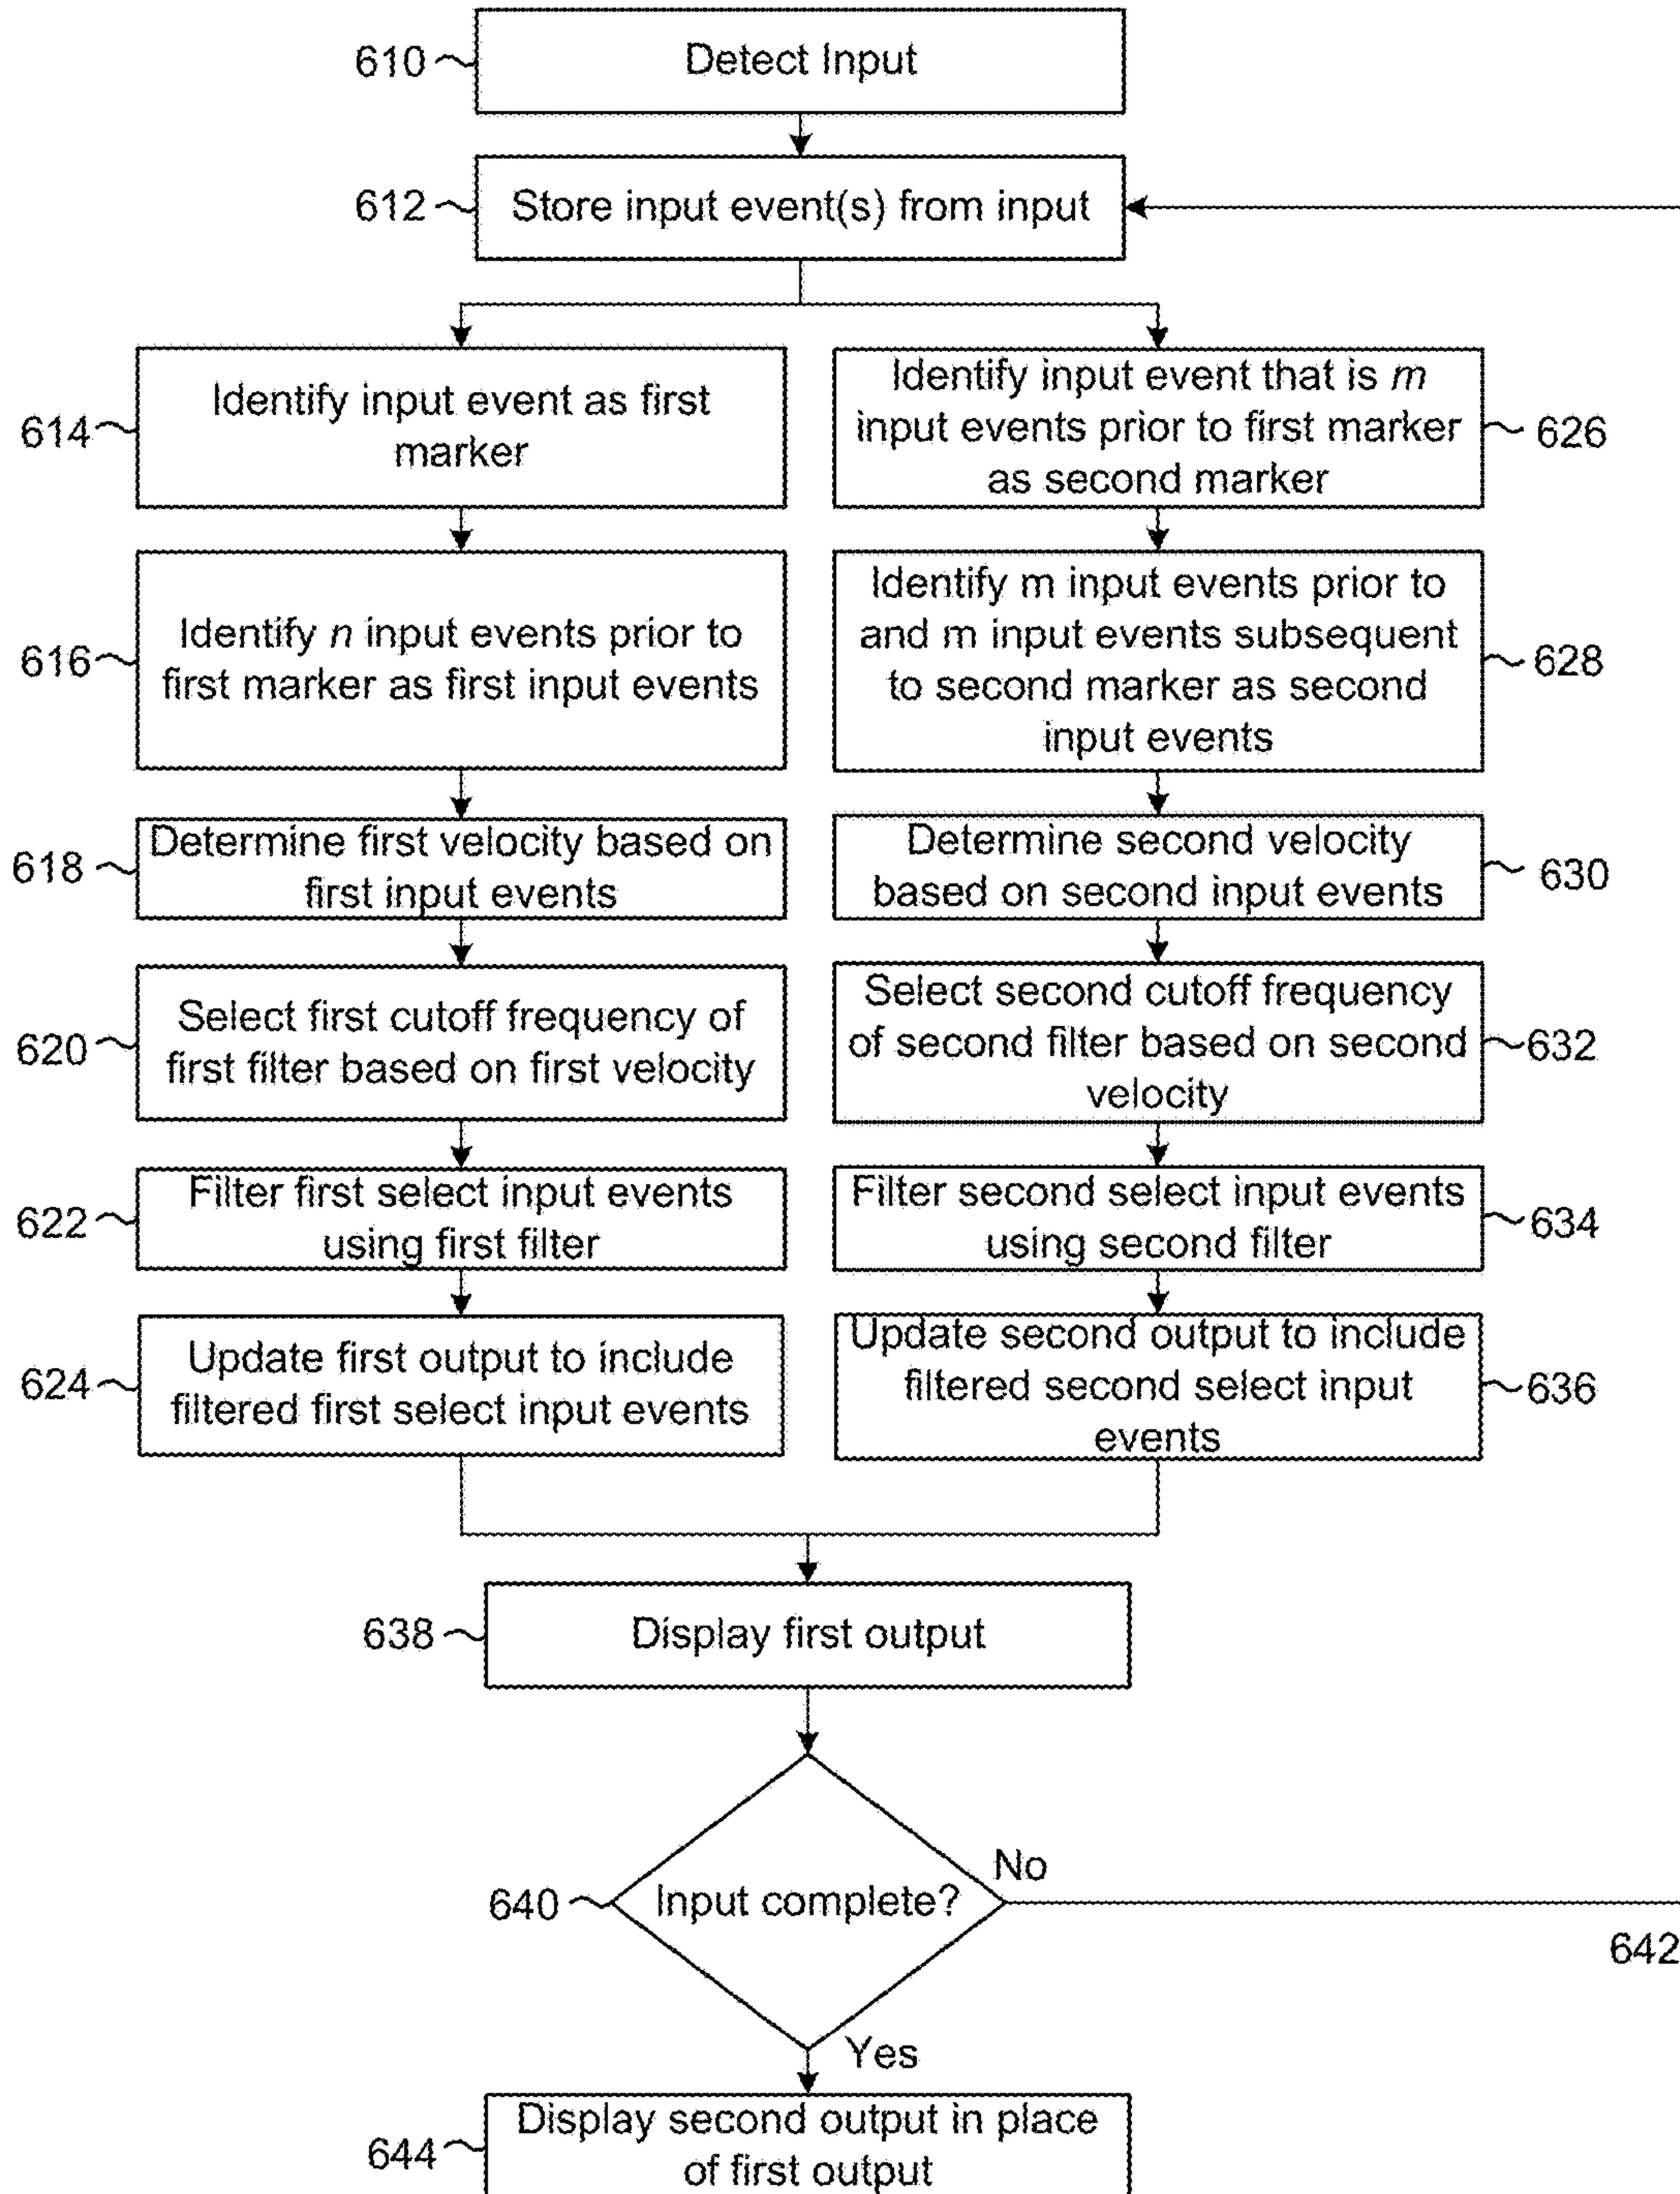 610
Detect Input
612
Store input event(s) from input
614
Identify input event as first
marker
616
Identify n input events prior to
first marker as first input events
618
Determine first velocity based on
first input events
620
Select first cutoff frequency of
first filter based on first velocity
622
Filter first select input events
using first filter
624
Update first output to include
filtered first select input events
Identify input event that is m
input events prior to first marker
as second marker
626
Identify m input events prior to
and m input events subsequent
to second marker as second
input events
628
Determine second velocity
based on second input events
630
Select second cutoff frequency
of second filter based on second
velocity
632
Filter second select input events
using second filter
634
Update second output to include
filtered second select input
events
636
638
Display first output
640
Input complete?
No
642
Yes
644
Display second output in place
of first output